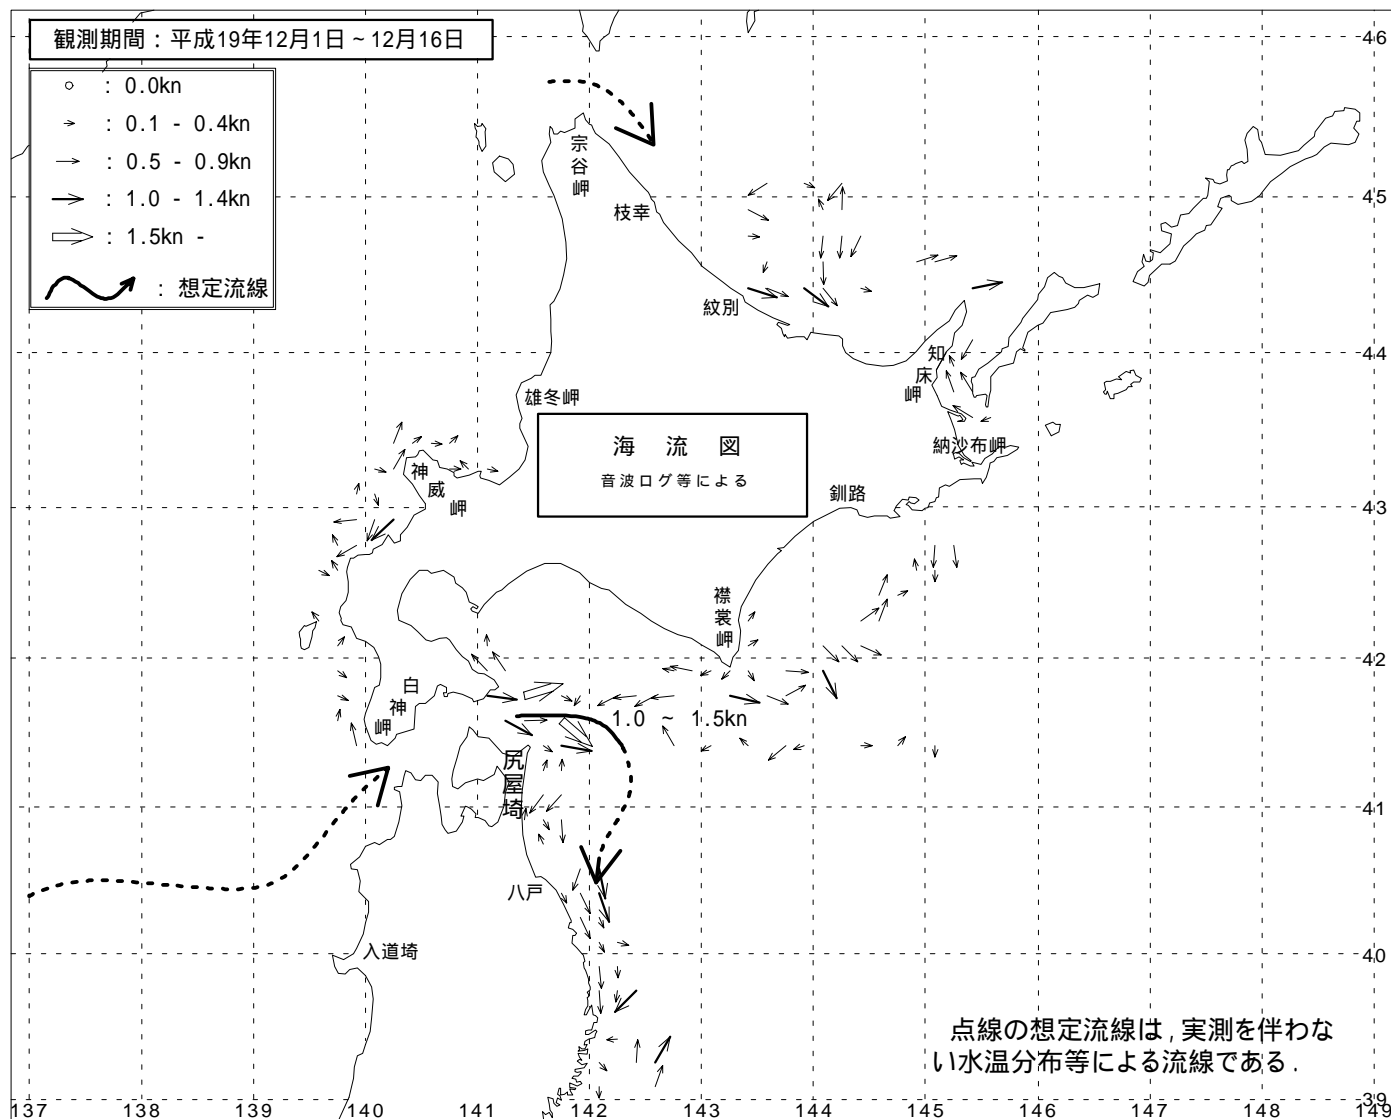 観測期間：平成19年12月1日~12月16日
：0.0kn
：0.1 - 0.4kn
：0.5 - 0.9kn
：1.0 - 1.4kn
：1.5kn -
：想定流線
宗谷岬
枝幸
紋別
知床岬
雄冬岬
海 流 図
音波ログ等による
納沙布岬
神威岬
釧路
襟裳岬
白神岬
1.0 ~ 1.5kn
尻屋埼
八戸
入道埼
点線の想定流線は,実測を伴わな
い水温分布等による流線である.
46
45
44
43
42
41
40
39
137 138 139 140 141 142 143 144 145 146 147 148 149